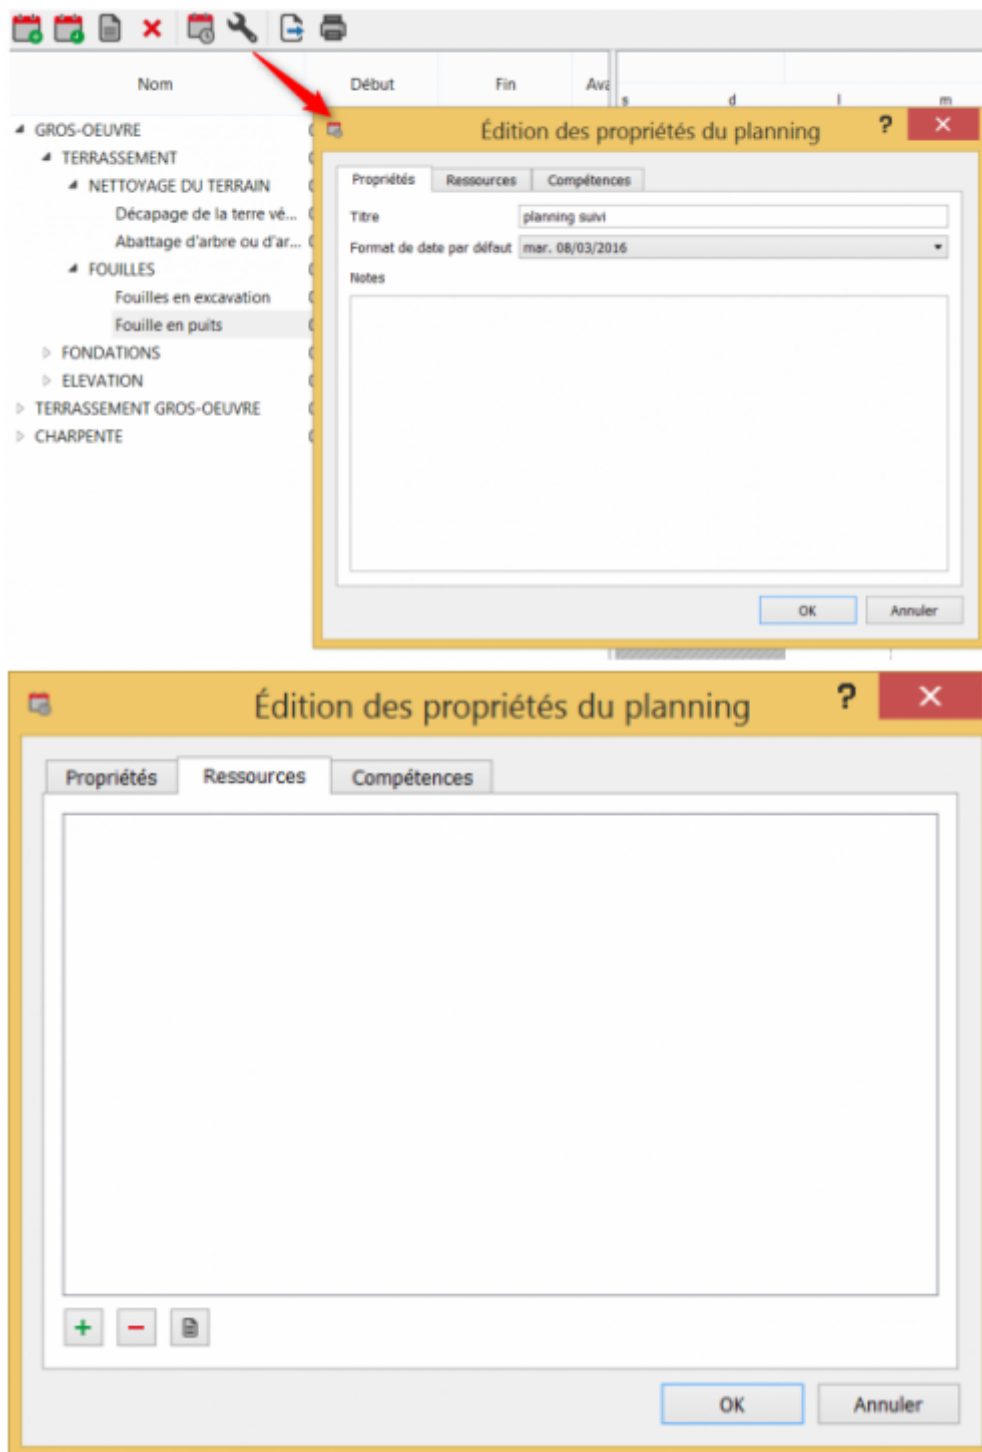 Nom Début Fin Ava
s d l m
GROS-OEUVRE
TERRASSEMENT
NETTOYAGE DU TERRAIN
Décapage de la terre vé...
Abattage d'arbre ou d'ar...
FOUILLES
Fouilles en excavation
Fouille en puits
FONDATIONS
ELEVATION
TERRASSEMENT GROS-OEUVRE
CHARPENTE
Édition des propriétés du planning ?
Propriétés Ressources Compétences
Titre planning suivi
Format de date par défaut mar. 08/03/2016
Notes
OK Annuler
Édition des propriétés du planning ?
Propriétés Ressources Compétences
OK Annuler